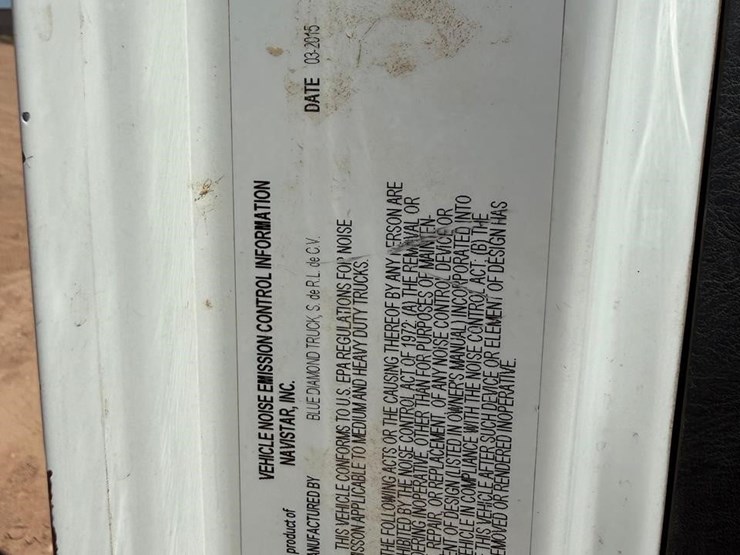 VEHICLE NOISE EMISSION CONTROL INFORMATION
product of NAVISTAR, INC.
ANUFACTURED BY BLUE DIAMOND TRUCK, S. de R.L. de C.V. DATE 03-2015
THIS VEHICLE CONFORMS TO U.S. EPA REGULATIONS FOR NOISE
ISSION APPLICABLE TO MEDIUM AND HEAVY DUTY TRUCKS.
THE FOLLOWING ACTS OR THE CAUSING THEREOF BY ANY PERSON ARE
HIBITED BY THE NOISE CONTROL ACT OF 1972: (A) THE REMOVAL OR
DERING INOPERATIVE, OTHER THAN FOR PURPOSES OF MAINTEN-
REPAIR, OR REPLACEMENT, OF ANY NOISE CONTROL DEVICE OR
ENT OF DESIGN (LISTED IN OWNERS MANUAL) INCORPORATED INTO
EHICLE IN COMPLIANCE WITH THE NOISE CONTROL ACT; (B) THE
F THIS VEHICLE AFTER SUCH DEVICE OR ELEMENT OF DESIGN HAS
EMOVED OR RENDERED INOPERATIVE.